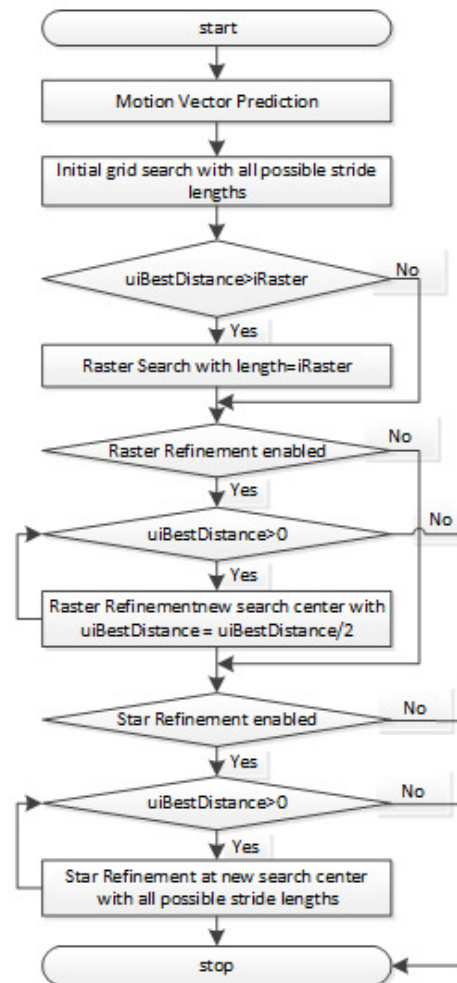 start
Motion Vector Prediction
Initial grid search with all possible stride
lengths
uiBestDistance>iRaster
No
Yes
Raster Search with length=iRaster
Raster Refinement enabled
No
Yes
uiBestDistance>0
No
Yes
Raster Refinementnew search center with
uiBestDistance = uiBestDistance/2
Star Refinement enabled
No
Yes
uiBestDistance>0
No
Yes
Star Refinement at new search center
with all possible stride lengths
stop